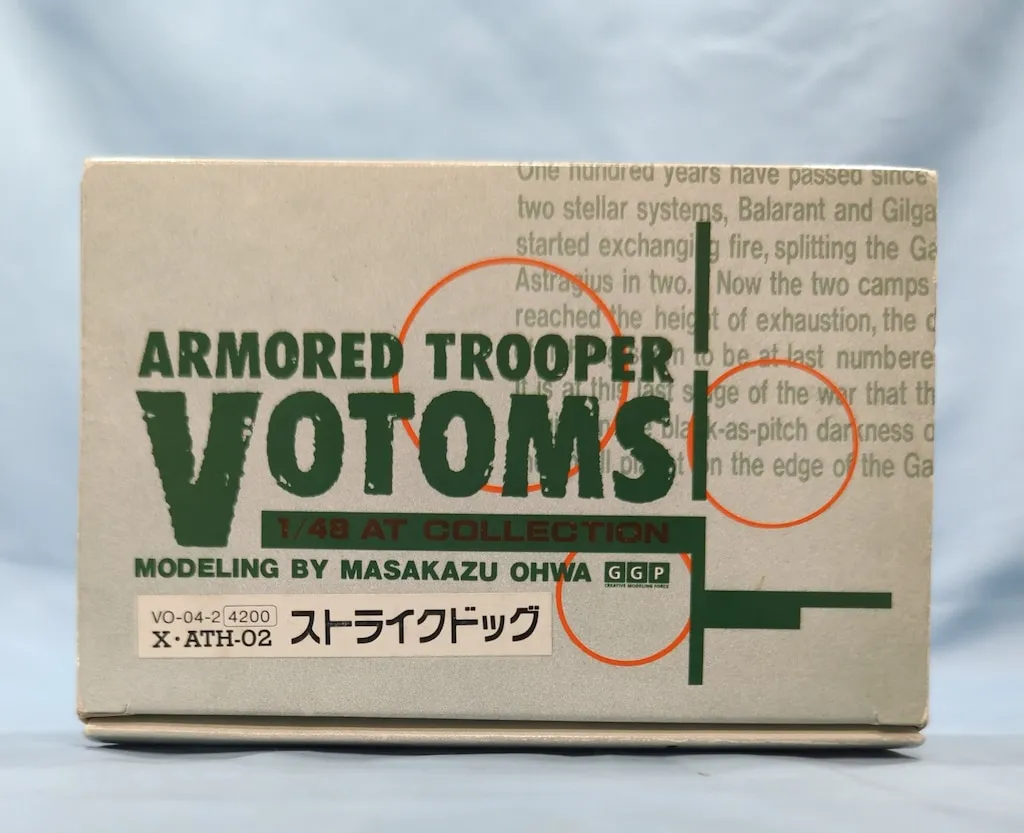 One hundred years have passed since
two stellar systems, Balarant and Gilga
started exchanging fire, splitting the Ga
Astragius in two. Now the two camps
reached the height of exhaustion, the d
to be at last numbere
It is at this last stage of the war that th
black-as-pitch darkness o
on the edge of the Ga
ARMORED TROOPER
VOTOMS
1/48 AT COLLECTION
MODELING BY MASAKAZU OHWA GGP
CREATIVE MODELING FORCE
VO-04-2 4200
X・ATH-02 ストライクドッグ